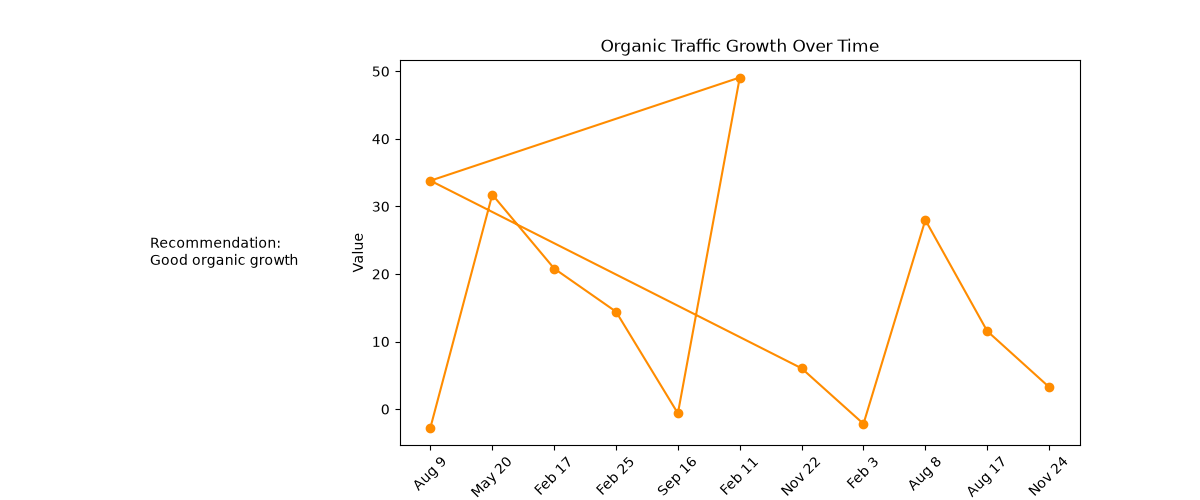 Organic Traffic Growth Over Time
50
40
30
20
10
0
Value
Recommendation:
Good organic growth
Aug 9
May 20
Feb 17
Feb 25
Sep 16
Feb 11
Nov 22
Feb 3
Aug 8
Aug 17
Nov 24